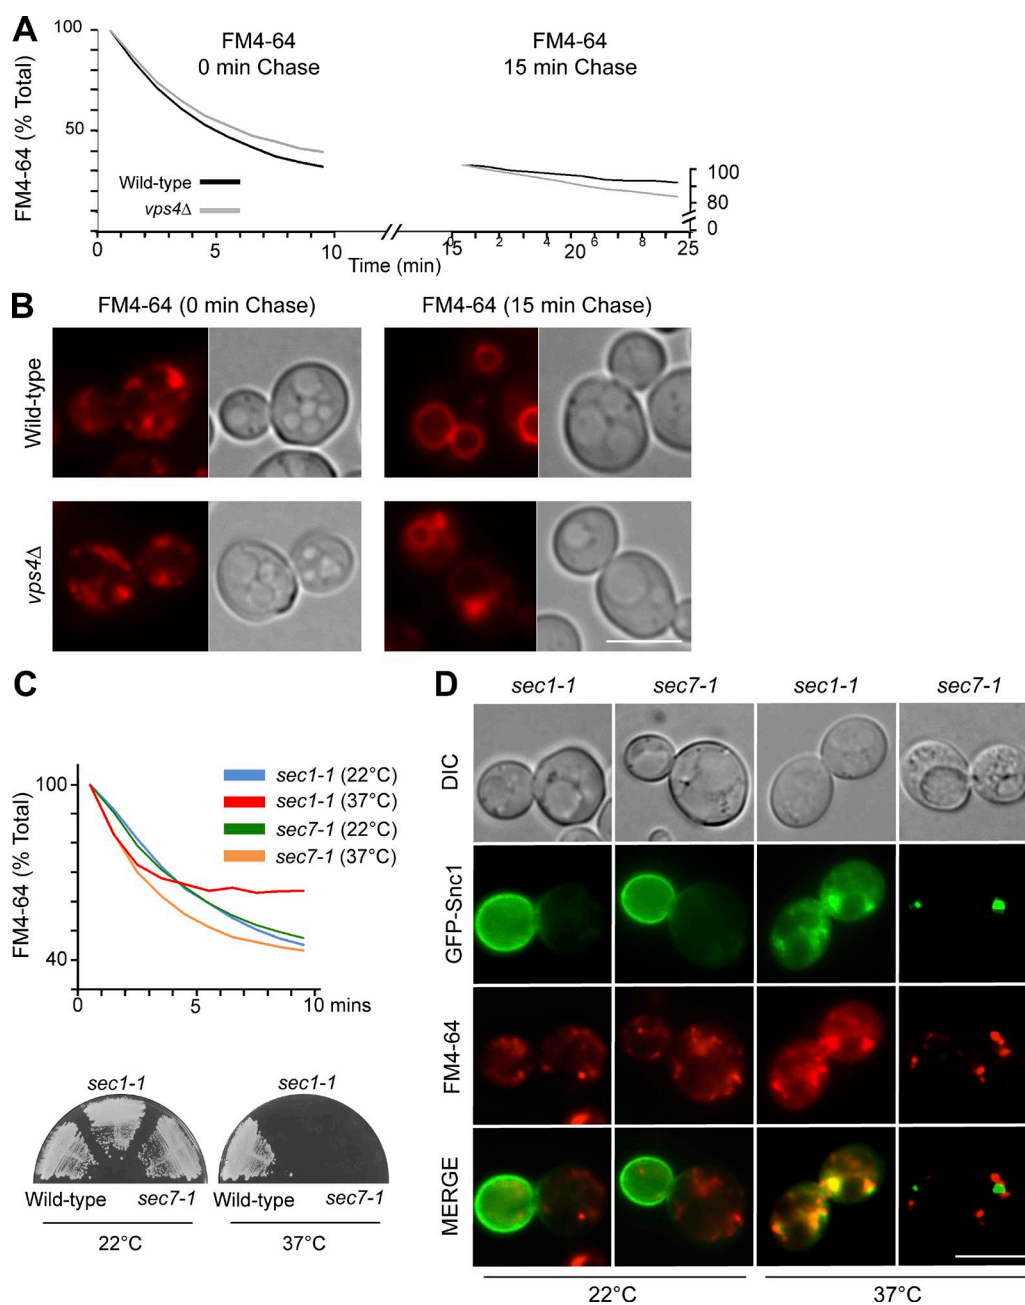 A
FM4-64
0 min Chase
FM4-64
15 min Chase
FM4-64 (% Total)
100
50
Wild-type
vps4Δ
100
80
0
0
5
10
15
20
25
0
2
4
6
8
Time (min)
B
FM4-64 (0 min Chase)
FM4-64 (15 min Chase)
Wild-type
vps4Δ
C
FM4-64 (% Total)
100
40
sec1-1 (22°C)
sec1-1 (37°C)
sec7-1 (22°C)
sec7-1 (37°C)
0
5
10 mins
sec1-1
sec1-1
Wild-type
sec7-1
Wild-type
sec7-1
22°C
37°C
D
sec1-1
sec7-1
sec1-1
sec7-1
DIC
GFP-Snc1
FM4-64
MERGE
22°C
37°C